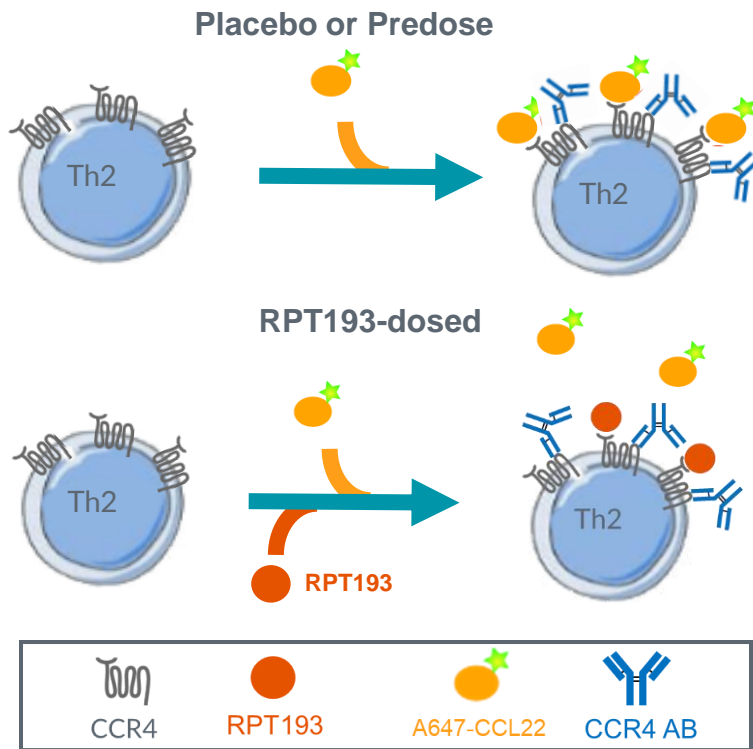 Placebo or Predose
Th2
Th2
RPT193-dosed
Th2
Th2
RPT193
CCR4
RPT193
A647-CCL22
CCR4 AB